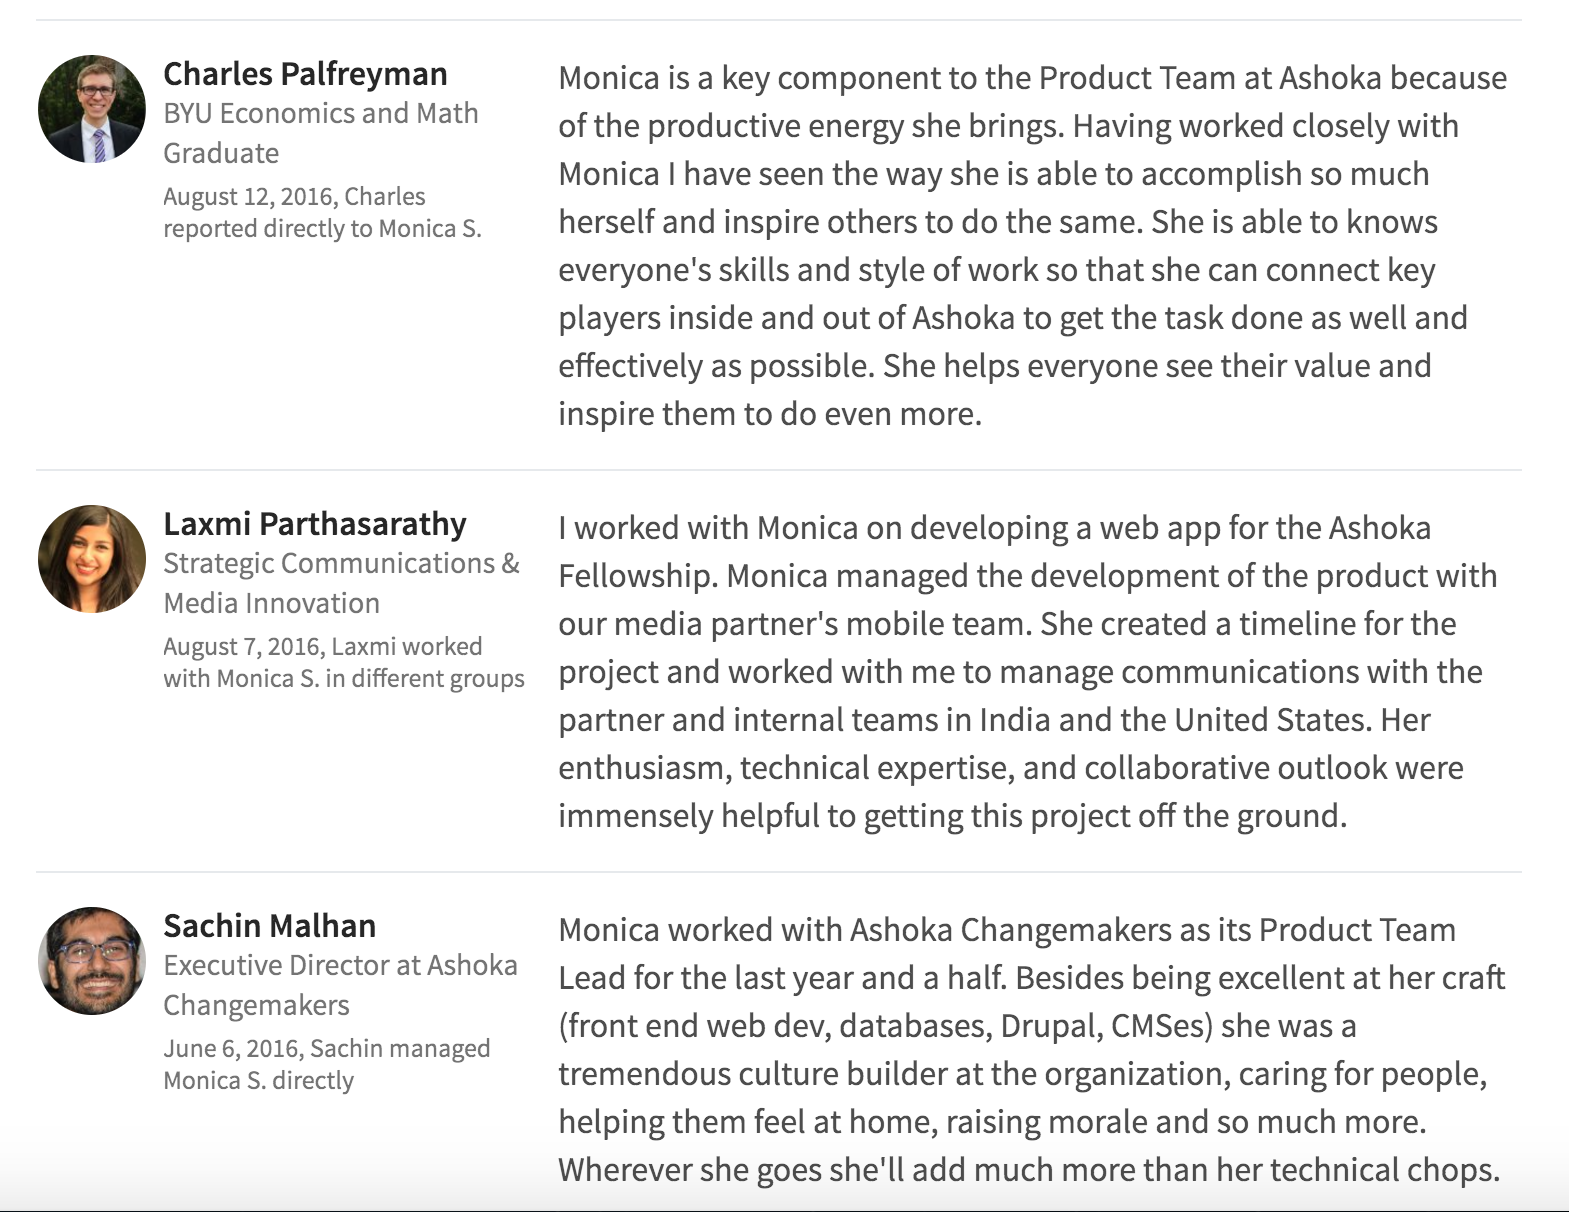 Charles Palfreyman
BYU Economics and Math
Graduate
August 12, 2016, Charles
reported directly to Monica S.
Monica is a key component to the Product Team at Ashoka because
of the productive energy she brings. Having worked closely with
Monica I have seen the way she is able to accomplish so much
herself and inspire others to do the same. She is able to knows
everyone's skills and style of work so that she can connect key
players inside and out of Ashoka to get the task done as well and
effectively as possible. She helps everyone see their value and
inspire them to do even more.
Laxmi Parthasarathy
Strategic Communications &
Media Innovation
August 7, 2016, Laxmi worked
with Monica S. in different groups
I worked with Monica on developing a web app for the Ashoka
Fellowship. Monica managed the development of the product with
our media partner's mobile team. She created a timeline for the
project and worked with me to manage communications with the
partner and internal teams in India and the United States. Her
enthusiasm, technical expertise, and collaborative outlook were
immensely helpful to getting this project off the ground.
Sachin Malhan
Executive Director at Ashoka
Changemakers
June 6, 2016, Sachin managed
Monica S. directly
Monica worked with Ashoka Changemakers as its Product Team
Lead for the last year and a half. Besides being excellent at her craft
(front end web dev, databases, Drupal, CMSes) she was a
tremendous culture builder at the organization, caring for people,
helping them feel at home, raising morale and so much more.
Wherever she goes she'll add much more than her technical chops.